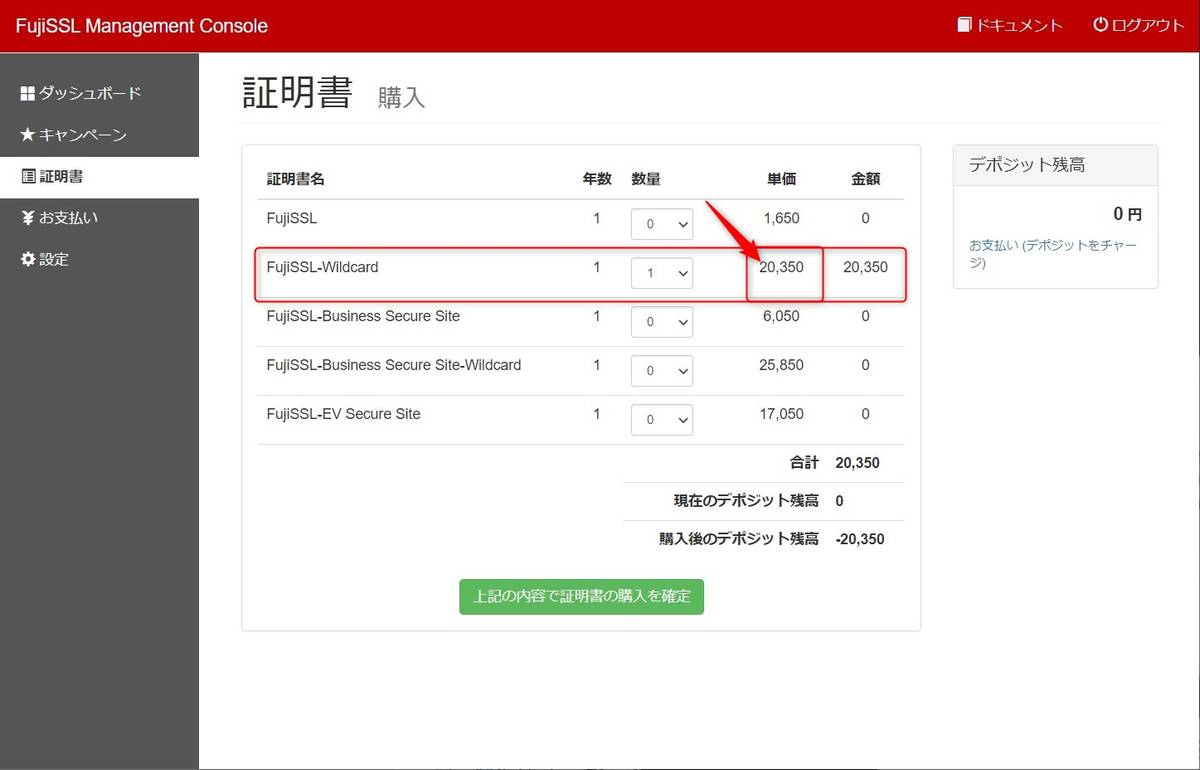 FujiSSL Management Console
ドキュメント ログアウト
ダッシュボード
キャンペーン
証明書
お支払い
設定
証明書 購入
証明書名 年数 数量 単価 金額
FujiSSL 1 0 1,650 0
FujiSSL-Wildcard 1 1 20,350 20,350
FujiSSL-Business Secure Site 1 0 6,050 0
FujiSSL-Business Secure Site-Wildcard 1 0 25,850 0
FujiSSL-EV Secure Site 1 0 17,050 0
合計 20,350
現在のデポジット残高 0
購入後のデポジット残高 -20,350
上記の内容で証明書の購入を確定
デポジット残高
0 円
お支払い (デポジットをチャー
ジ)